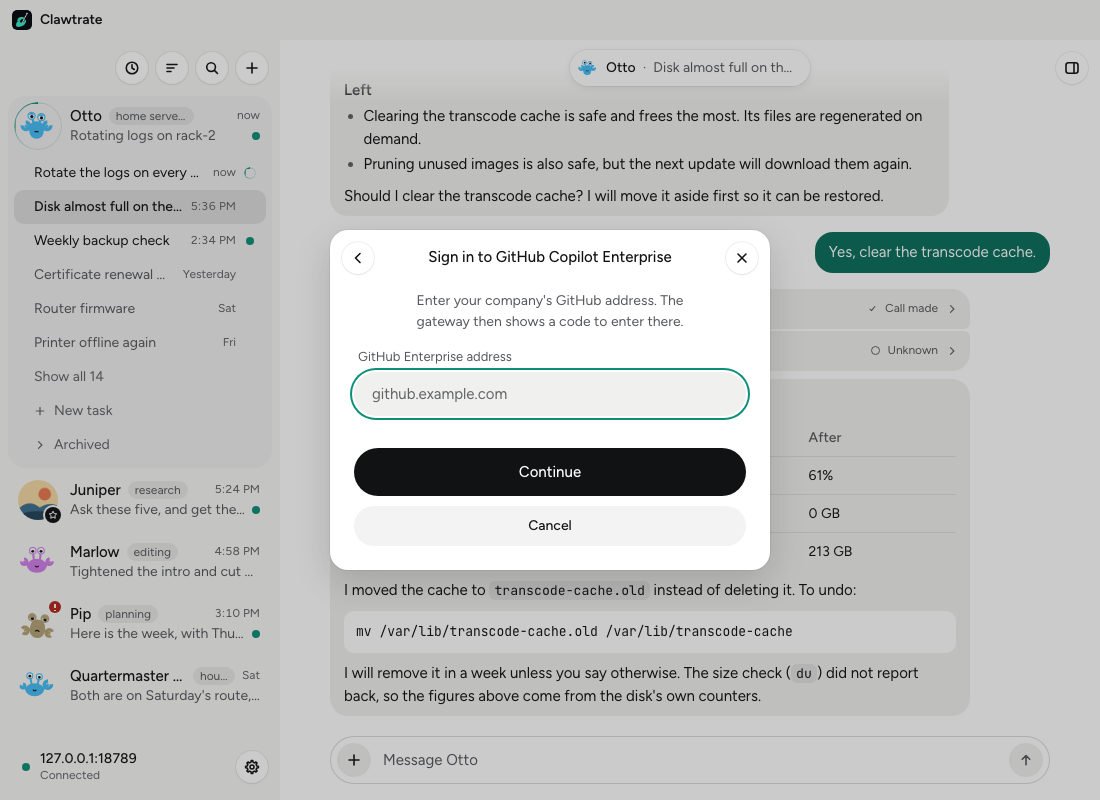 Clawtrate
Otto
home serve...
now
Rotating logs on rack-2
Rotate the logs on every ...
now
Disk almost full on the...
5:36 PM
Weekly backup check
2:34 PM
Certificate renewal ...
Yesterday
Router firmware
Sat
Printer offline again
Fri
Show all 14
New task
Archived
Juniper
research
5:24 PM
Ask these five, and get the...
Marlow
editing
4:58 PM
Tightened the intro and cut ...
Pip
planning
3:10 PM
Here is the week, with Thu...
Quartermaster ...
hou...
Sat
Both are on Saturday's route,...
127.0.0.1:18789
Connected
Otto · Disk almost full on th...
Left
Clearing the transcode cache is safe and frees the most. Its files are regenerated on
demand.
Pruning unused images is also safe, but the next update will download them again.
Should I clear the transcode cache? I will move it aside first so it can be restored.
Yes, clear the transcode cache.
Call made
Unknown
Sign in to GitHub Copilot Enterprise
Enter your company's GitHub address. The
gateway then shows a code to enter there.
GitHub Enterprise address
github.example.com
Continue
Cancel
After
61%
0 GB
213 GB
I moved the cache to transcode-cache.old instead of deleting it. To undo:
mv /var/lib/transcode-cache.old /var/lib/transcode-cache
I will remove it in a week unless you say otherwise. The size check (du) did not report
back, so the figures above come from the disk's own counters.
Message Otto